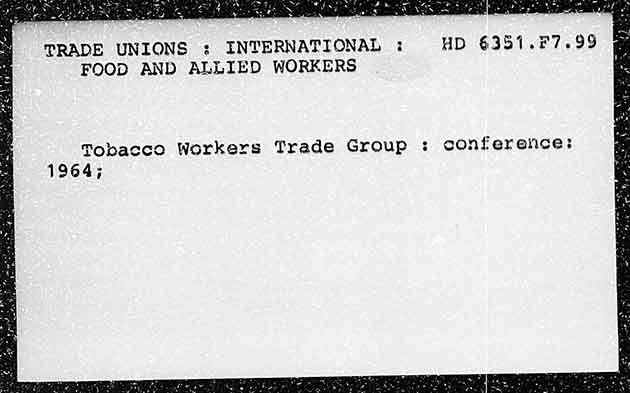 TRADE UNIONS : INTERNATIONAL : HD 6351.F7.99
FOOD AND ALLIED WORKERS
Tobacco Workers Trade Group : conference:
1964;